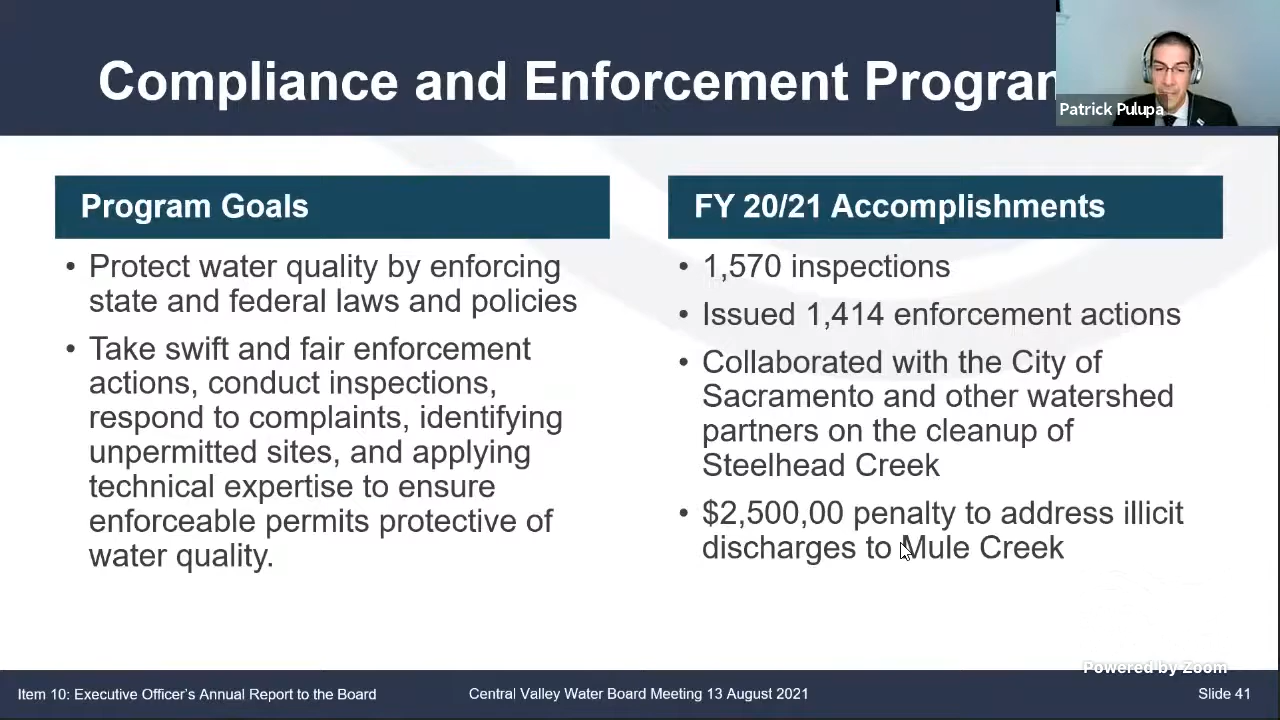 Compliance and Enforcement Program
Patrick Pulupa
Program Goals
• Protect water quality by enforcing
state and federal laws and policies
• Take swift and fair enforcement
actions, conduct inspections,
respond to complaints, identifying
unpermitted sites, and applying
technical expertise to ensure
enforceable permits protective of
water quality.
FY 20/21 Accomplishments
• 1,570 inspections
• Issued 1,414 enforcement actions
• Collaborated with the City of
Sacramento and other watershed
partners on the cleanup of
Steelhead Creek
• $2,500,00 penalty to address illicit
discharges to Mule Creek
Powered by Zoom
Item 10: Executive Officer's Annual Report to the Board
Central Valley Water Board Meeting 13 August 2021
Slide 41